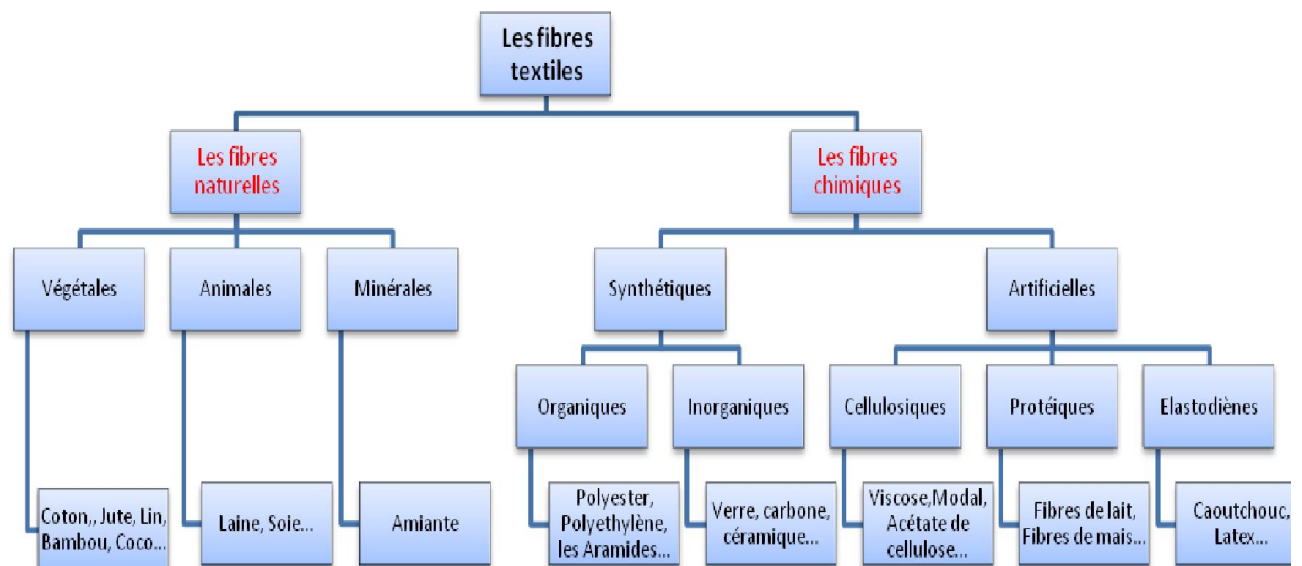 Les fibres
textiles
Les fibres
naturelles
Les fibres
chimiques
Végétales
Animales
Minérales
Synthétiques
Artificielles
Organiques
Inorganiques
Cellulosiques
Protéiques
Elastodiènes
Coton,, Jute, Lin,
Bambou, Coco...
Laine, Soie...
Amiante
Polyester,
Polyethylène,
les Aramides...
Verre, carbone,
céramique...
Viscose,Modal,
Acétate de
cellulose...
Fibres de lait,
Fibres de mais...
Caoutchouc,
Latex...